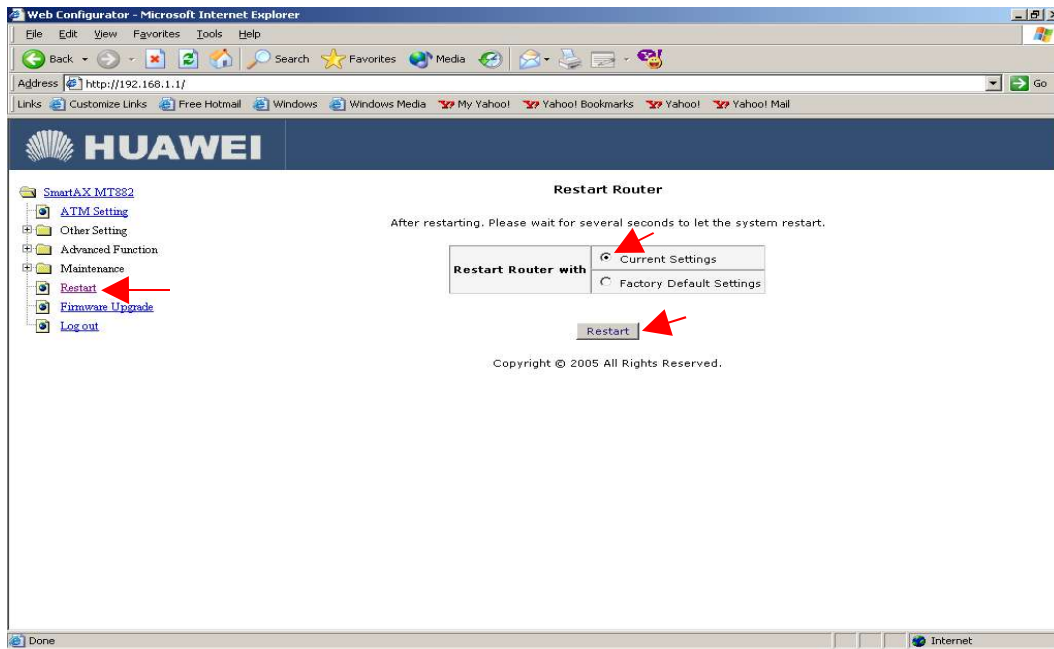 Web Configurator - Microsoft Internet Explorer
File Edit View Favorites Tools Help
Back Search Favorites Media
Address http://192.168.1.1/ Go
Links Customize Links Free Hotmail Windows Windows Media My Yahoo! Yahoo! Bookmarks Yahoo! Yahoo! Mail
HUAWEI
SmartAX MT882
ATM Setting
Other Setting
Advanced Function
Maintenance
Restart
Firmware Upgrade
Log out
Restart Router
After restarting. Please wait for several seconds to let the system restart.
Restart Router with
Current Settings
Factory Default Settings
Restart
Copyright © 2005 All Rights Reserved.
Done Internet